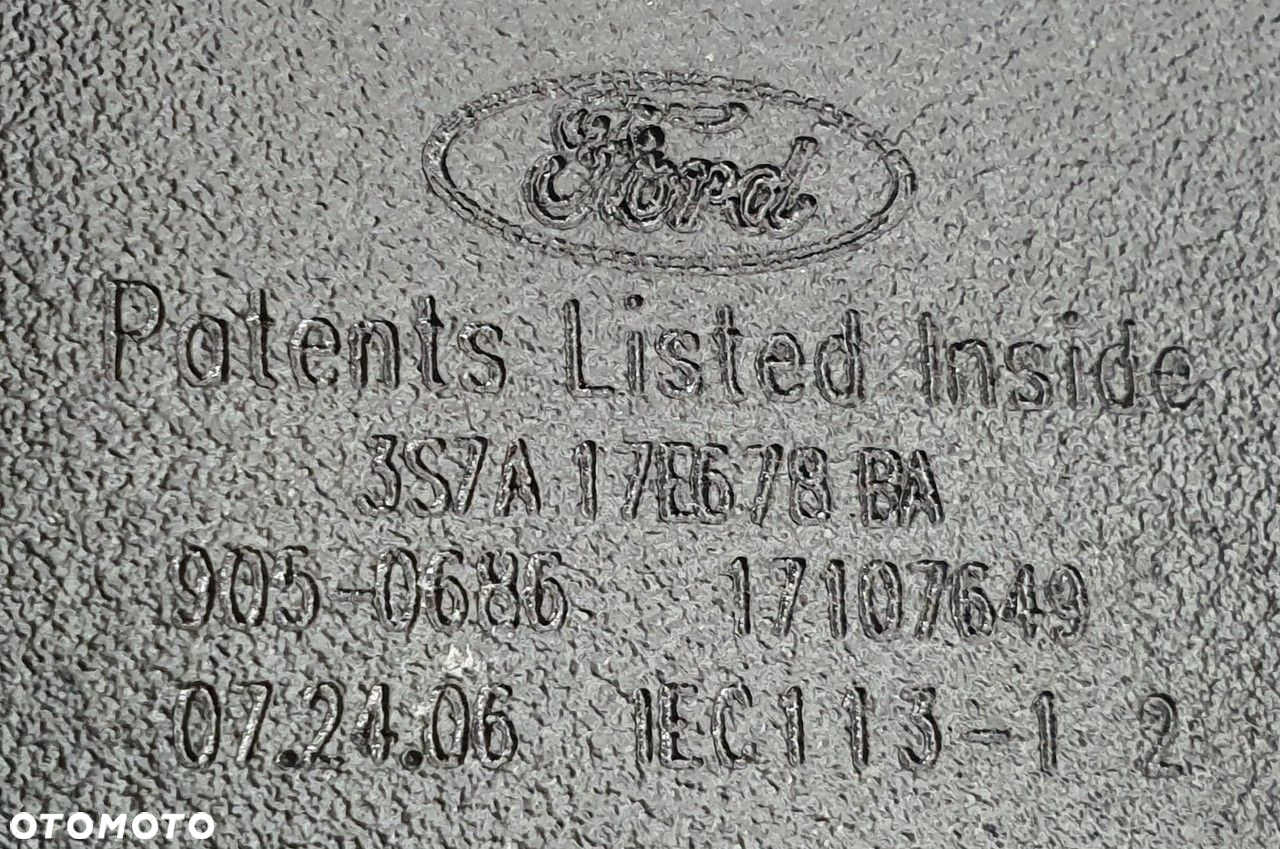 Ford
Patents Listed Inside
3S7A 17E678 BA
905-0686 17107649
07.24.06 IEC113-1 2
OTOMOTO